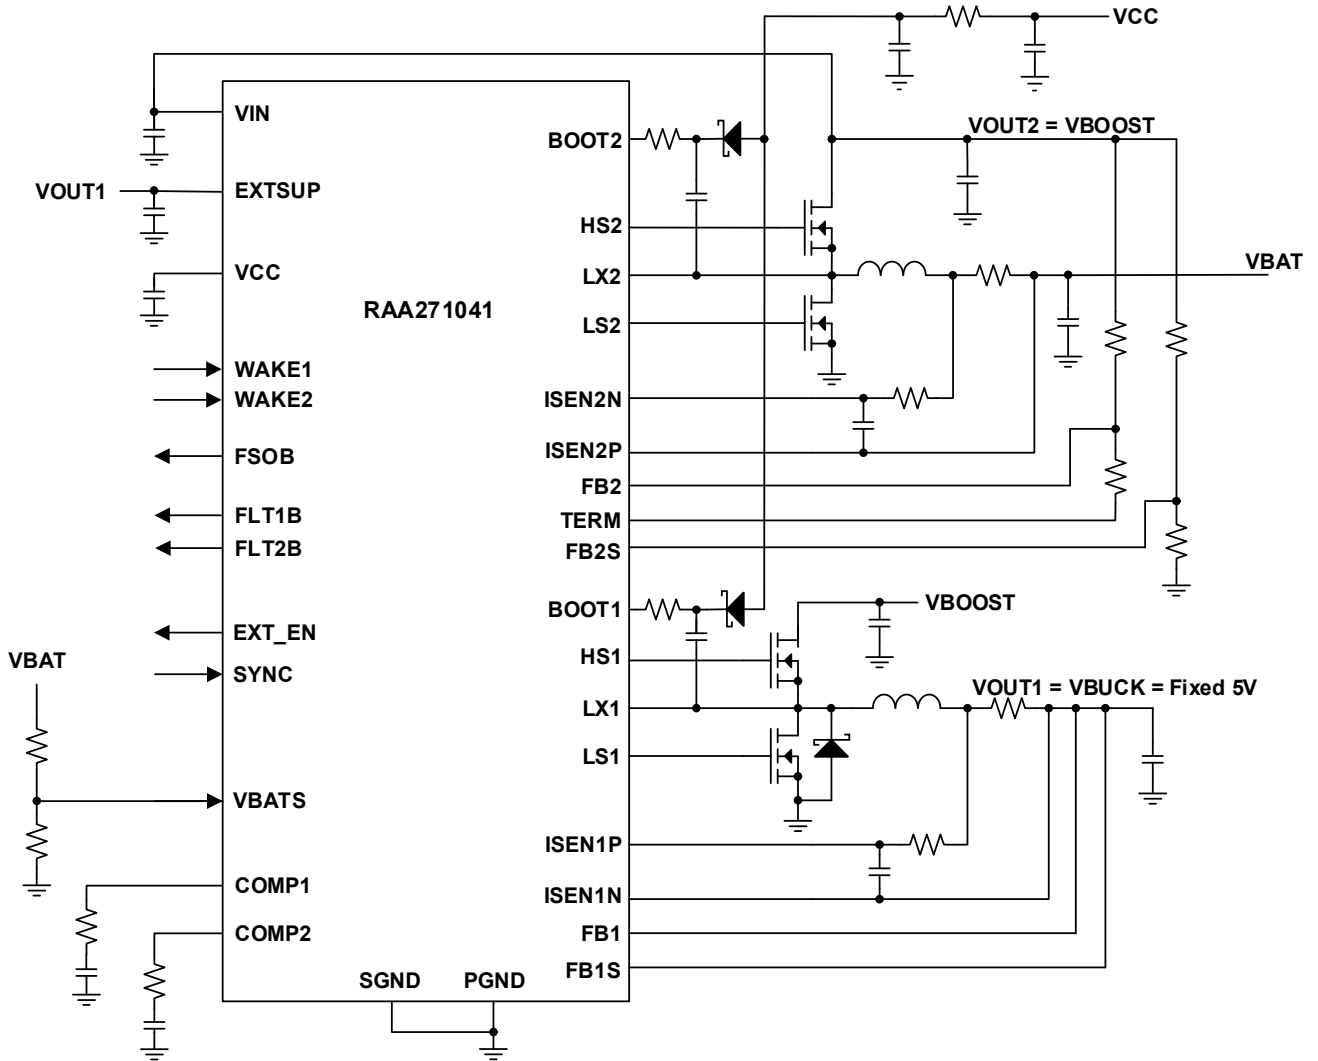 VCC
VIN
BOOT2
VOUT2 = VBOOST
VOUT1
EXTSUP
HS2
VCC
LX2
VBAT
RAA271041
LS2
WAKE1
WAKE2
ISEN2N
FSOB
ISEN2P
FB2
FLT1B
TERM
FLT2B
FB2S
BOOT1
VBOOST
EXT_EN
VBAT
HS1
SYNC
VOUT1 = VBUCK = Fixed 5V
LX1
LS1
VBATS
ISEN1P
COMP1
ISEN1N
COMP2
FB1
FB1S
SGND
PGND